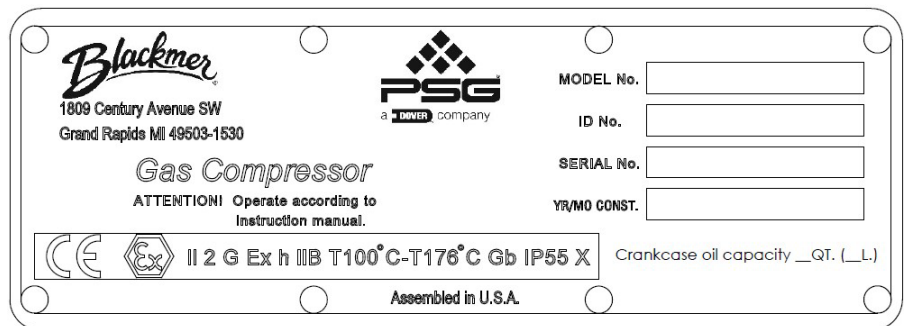 Blackmer
1809 Century Avenue SW
Grand Rapids MI 49503-1530
PSG
a DOVER company
Gas Compressor
ATTENTION! Operate according to
instruction manual.
MODEL No.
ID No.
SERIAL No.
YR/MO CONST.
CE Ex II 2 G Ex h IIB T100°C-T176°C Gb IP55 X
Crankcase oil capacity __QT. (__L.)
Assembled in U.S.A.